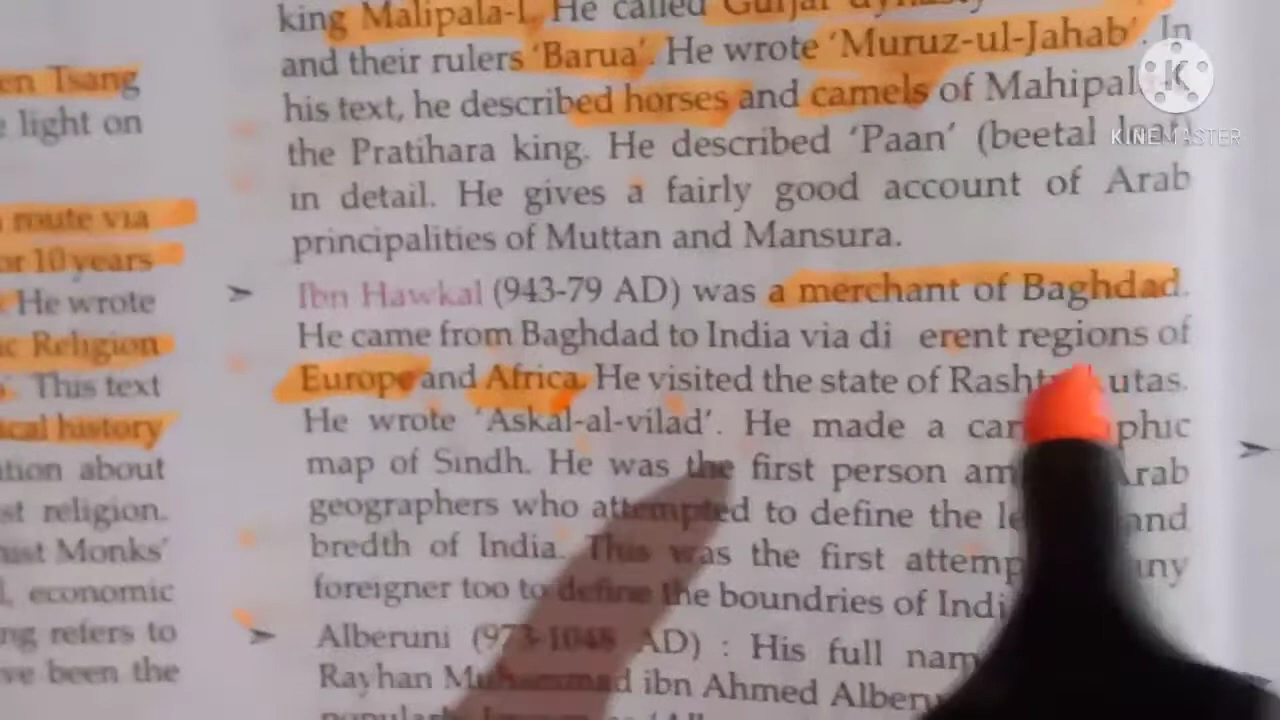 en Tsang
e light on
route via
or 10 years
He wrote
ic Religion
This text
ical history
ation about
st religion.
Monks'
economic
ng refers to
ve been the
king Malipala-I. He called Gurjar dynasty
and their rulers 'Barua'. He wrote 'Muruz-ul-Jahab'. In
his text, he described horses and camels of Mahipal
the Pratihara king. He described 'Paan' (beetal leat)
in detail. He gives a fairly good account of Arab
principalities of Muttan and Mansura.
➢ Ibn Hawkal (943-79 AD) was a merchant of Baghdad.
He came from Baghdad to India via di erent regions of
Europe and Africa. He visited the state of Rasht utas.
He wrote 'Askal-al-vilad'. He made a car phic
map of Sindh. He was the first person am Arab
geographers who attempted to define the le and
bredth of India. This was the first attemp any
foreigner too to define the boundries of Indi
➢ Alberuni (973-1048 AD) : His full nam
Rayhan Muhammad ibn Ahmed Alberu
K
KINEMASTER